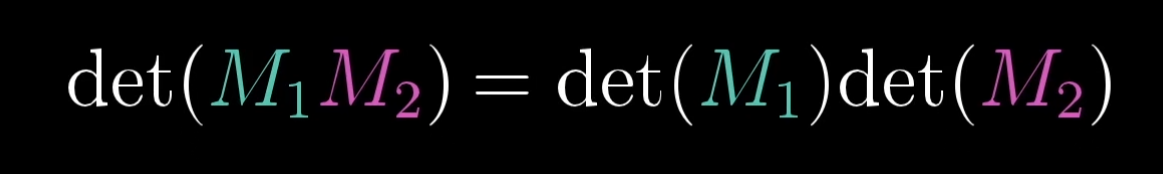 det(M₁M₂) = det(M₁)det(M₂)